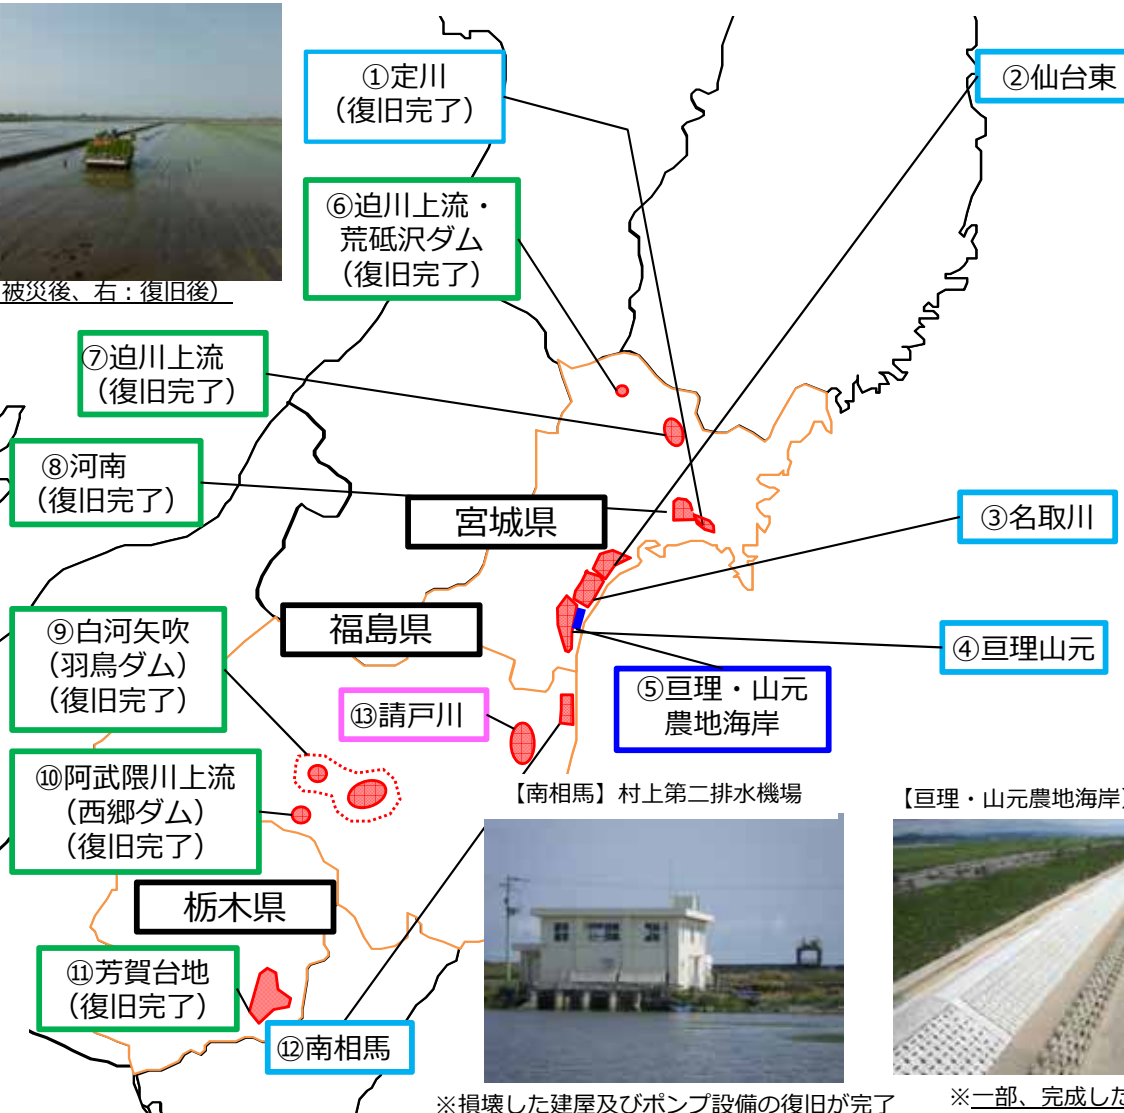 ①定川
（復旧完了）
②仙台東
⑥迫川上流・
荒砥沢ダム
（復旧完了）
被災後、右：復旧後）
⑦迫川上流
（復旧完了）
⑧河南
（復旧完了）
宮城県
③名取川
⑨白河矢吹
（羽鳥ダム）
（復旧完了）
福島県
④亘理山元
⑤亘理・山元
農地海岸
⑬請戸川
⑩阿武隈川上流
（西郷ダム）
（復旧完了）
【南相馬】村上第二排水機場
【亘理・山元農地海岸】
栃木県
⑪芳賀台地
（復旧完了）
⑫南相馬
※損壊した建屋及びポンプ設備の復旧が完了
※一部、完成した